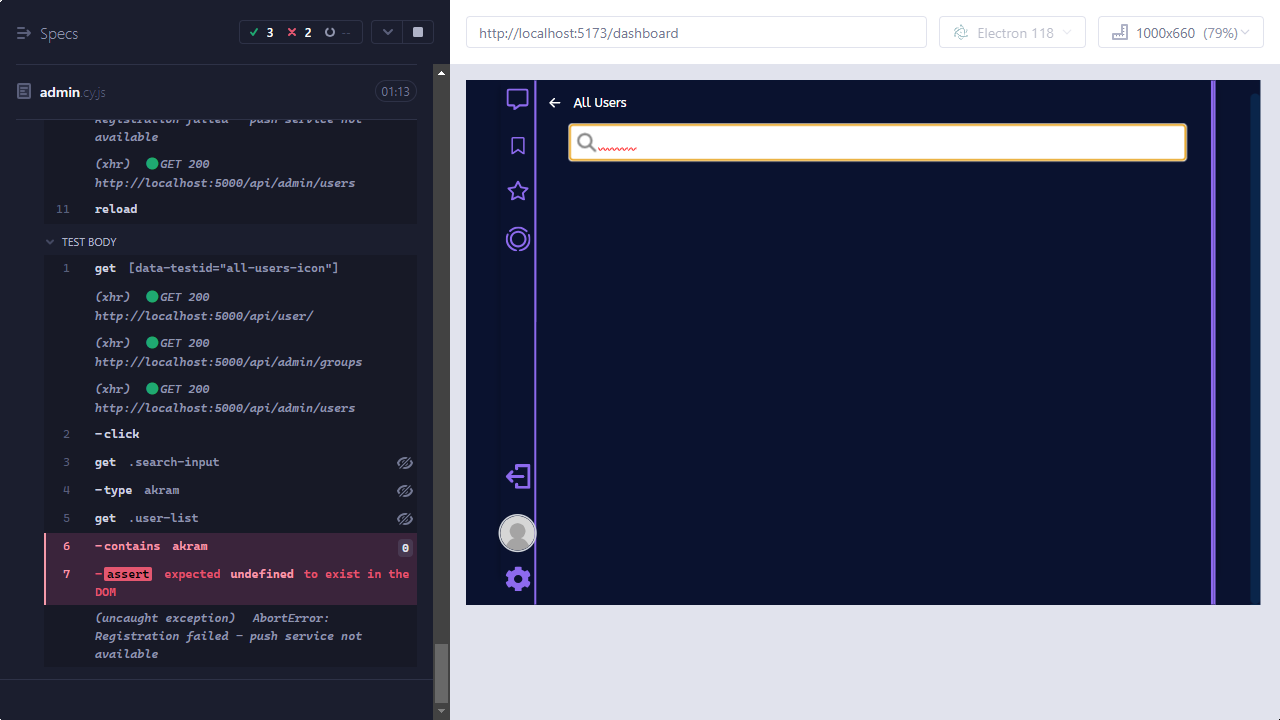 Specs
3 2 --
admin.cy.js
01:13
Registration failed - push service not
available
(xhr) GET 200
http://localhost:5000/api/admin/users
11 reload
TEST BODY
1 get [data-testid="all-users-icon"]
(xhr) GET 200
http://localhost:5000/api/user/
(xhr) GET 200
http://localhost:5000/api/admin/groups
(xhr) GET 200
http://localhost:5000/api/admin/users
2 -click
3 get .search-input
4 -type akram
5 get .user-list
6 -contains akram 0
7 -assert expected undefined to exist in the
DOM
(uncaught exception) AbortError:
Registration failed - push service not
available
http://localhost:5173/dashboard
Electron 118
1000x660 (79%)
All Users